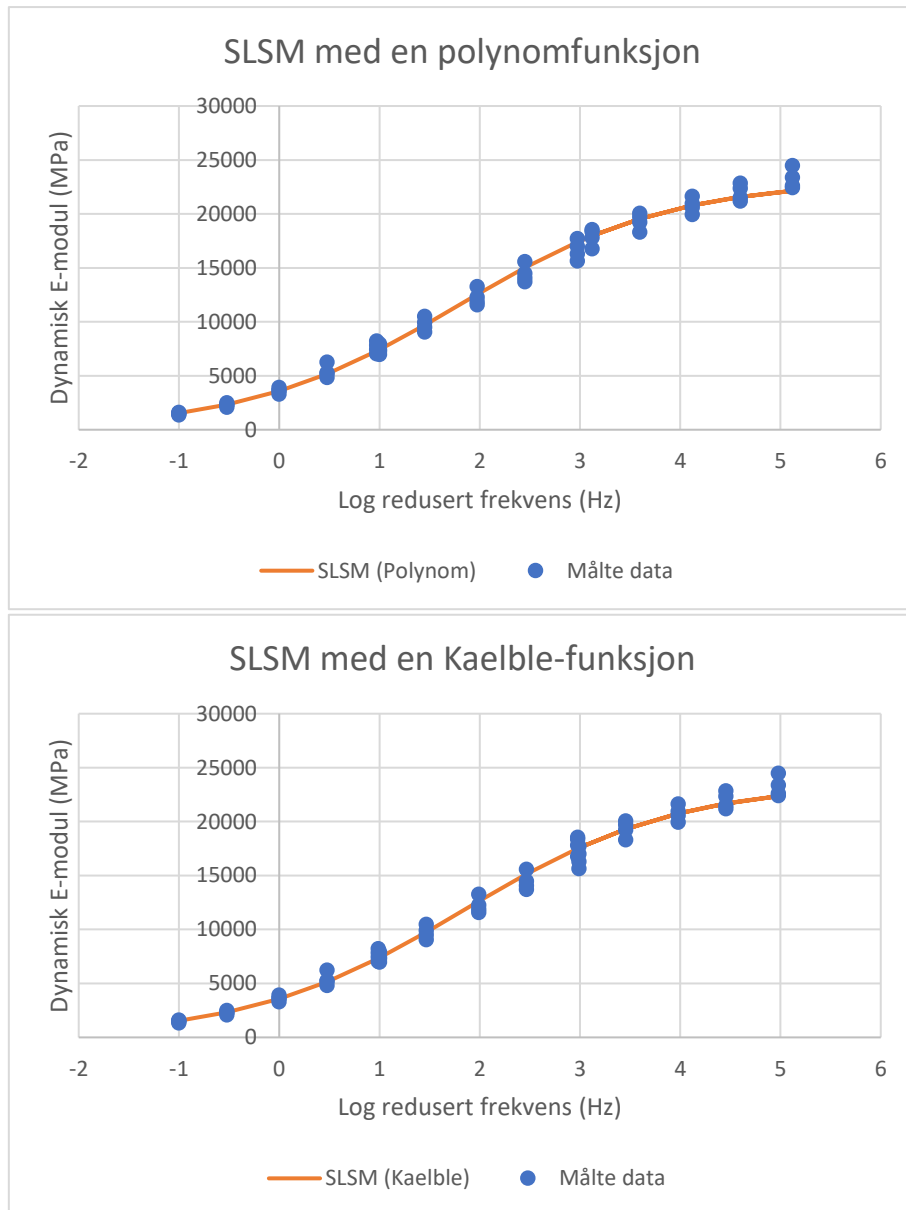 SLSM med en polynomfunksjon
30000
25000
20000
15000
10000
5000
0
-2 -1 0 1 2 3 4 5 6
Dynamisk E-modul (MPa)
Log redusert frekvens (Hz)
SLSM (Polynom) Målte data
SLSM med en Kaelble-funksjon
30000
25000
20000
15000
10000
5000
0
-2 -1 0 1 2 3 4 5 6
Dynamisk E-modul (MPa)
Log redusert frekvens (Hz)
SLSM (Kaelble) Målte data